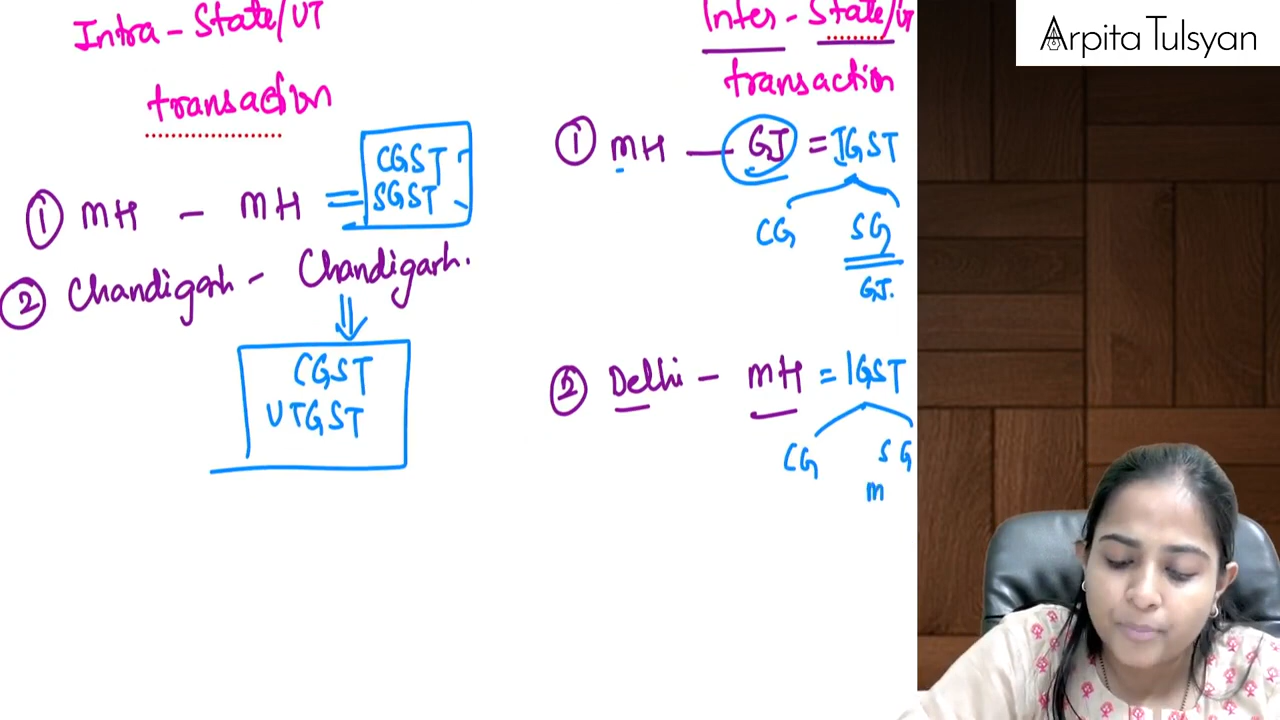 Intra - State/UT
transaction
① MH - MH = CGST
SGST
② Chandigarh - Chandigarh.
CGST
UTGST
Inter - State/UT
transaction
① MH - GJ = IGST
CG SG
GJ.
② Delhi - MH = IGST
CG SG
M
Arpita Tulsyan